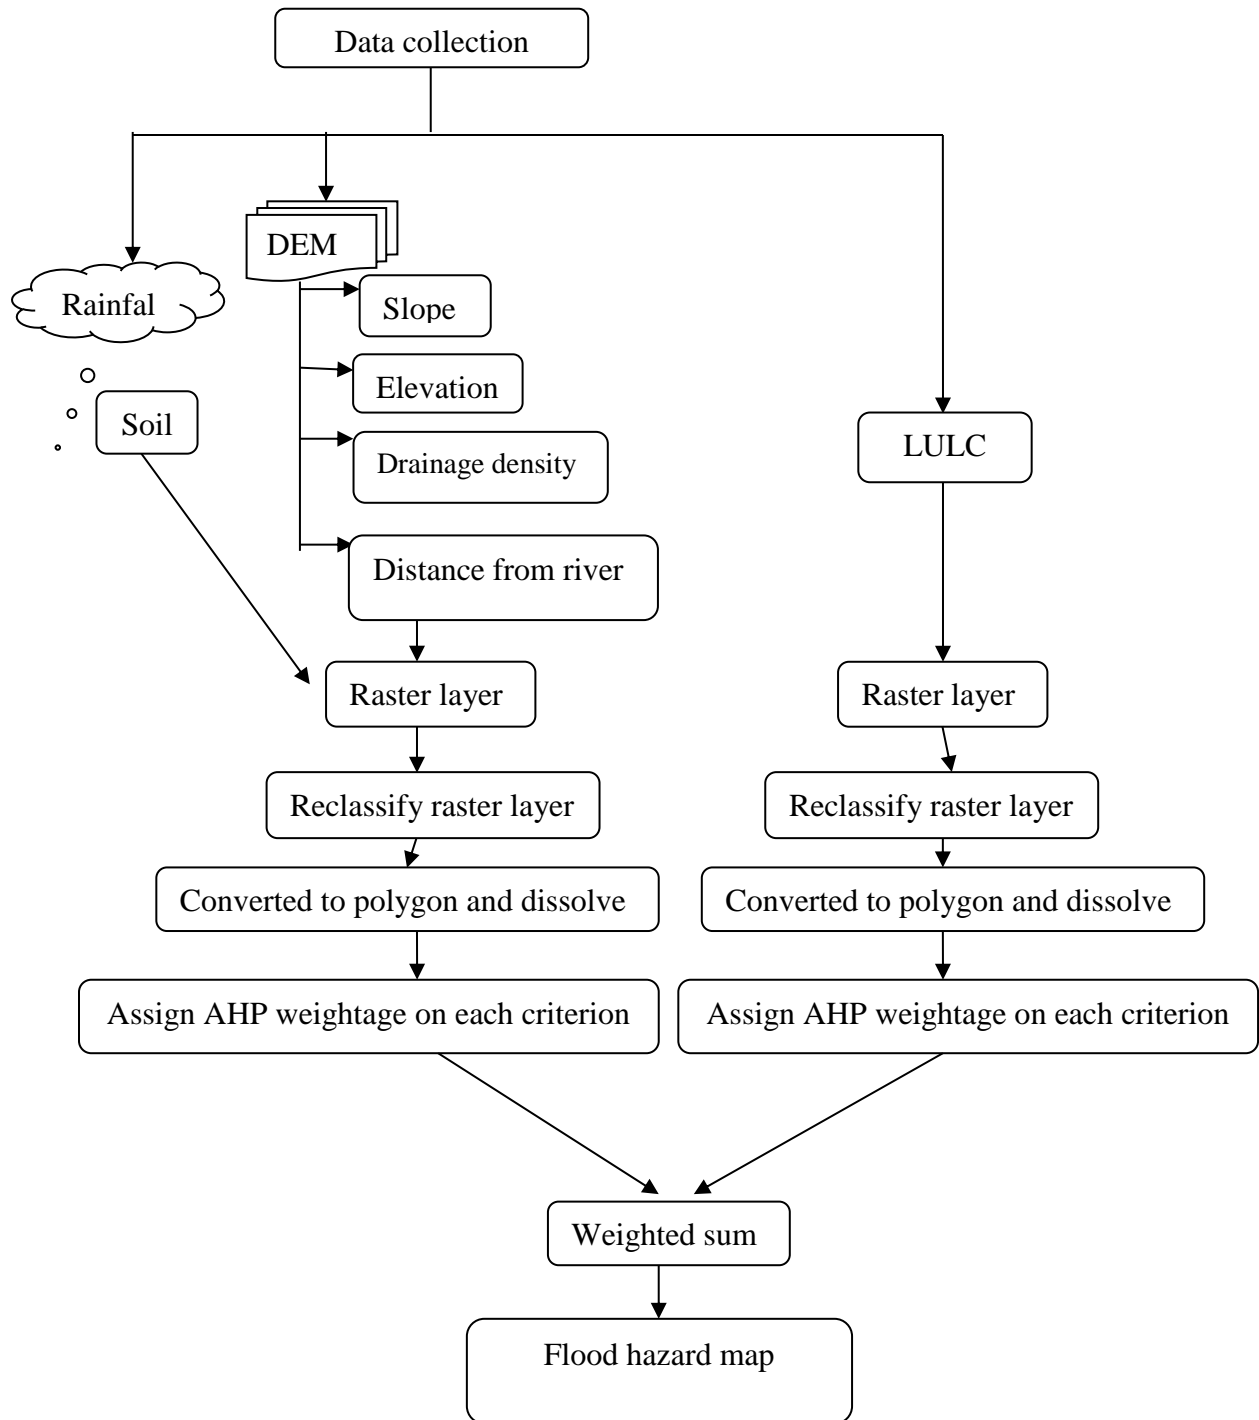 Data collection
DEM
Rainfal
Slope
Elevation
Soil
Drainage density
LULC
Distance from river
Raster layer
Raster layer
Reclassify raster layer
Reclassify raster layer
Converted to polygon and dissolve
Converted to polygon and dissolve
Assign AHP weightage on each criterion
Assign AHP weightage on each criterion
Weighted sum
Flood hazard map